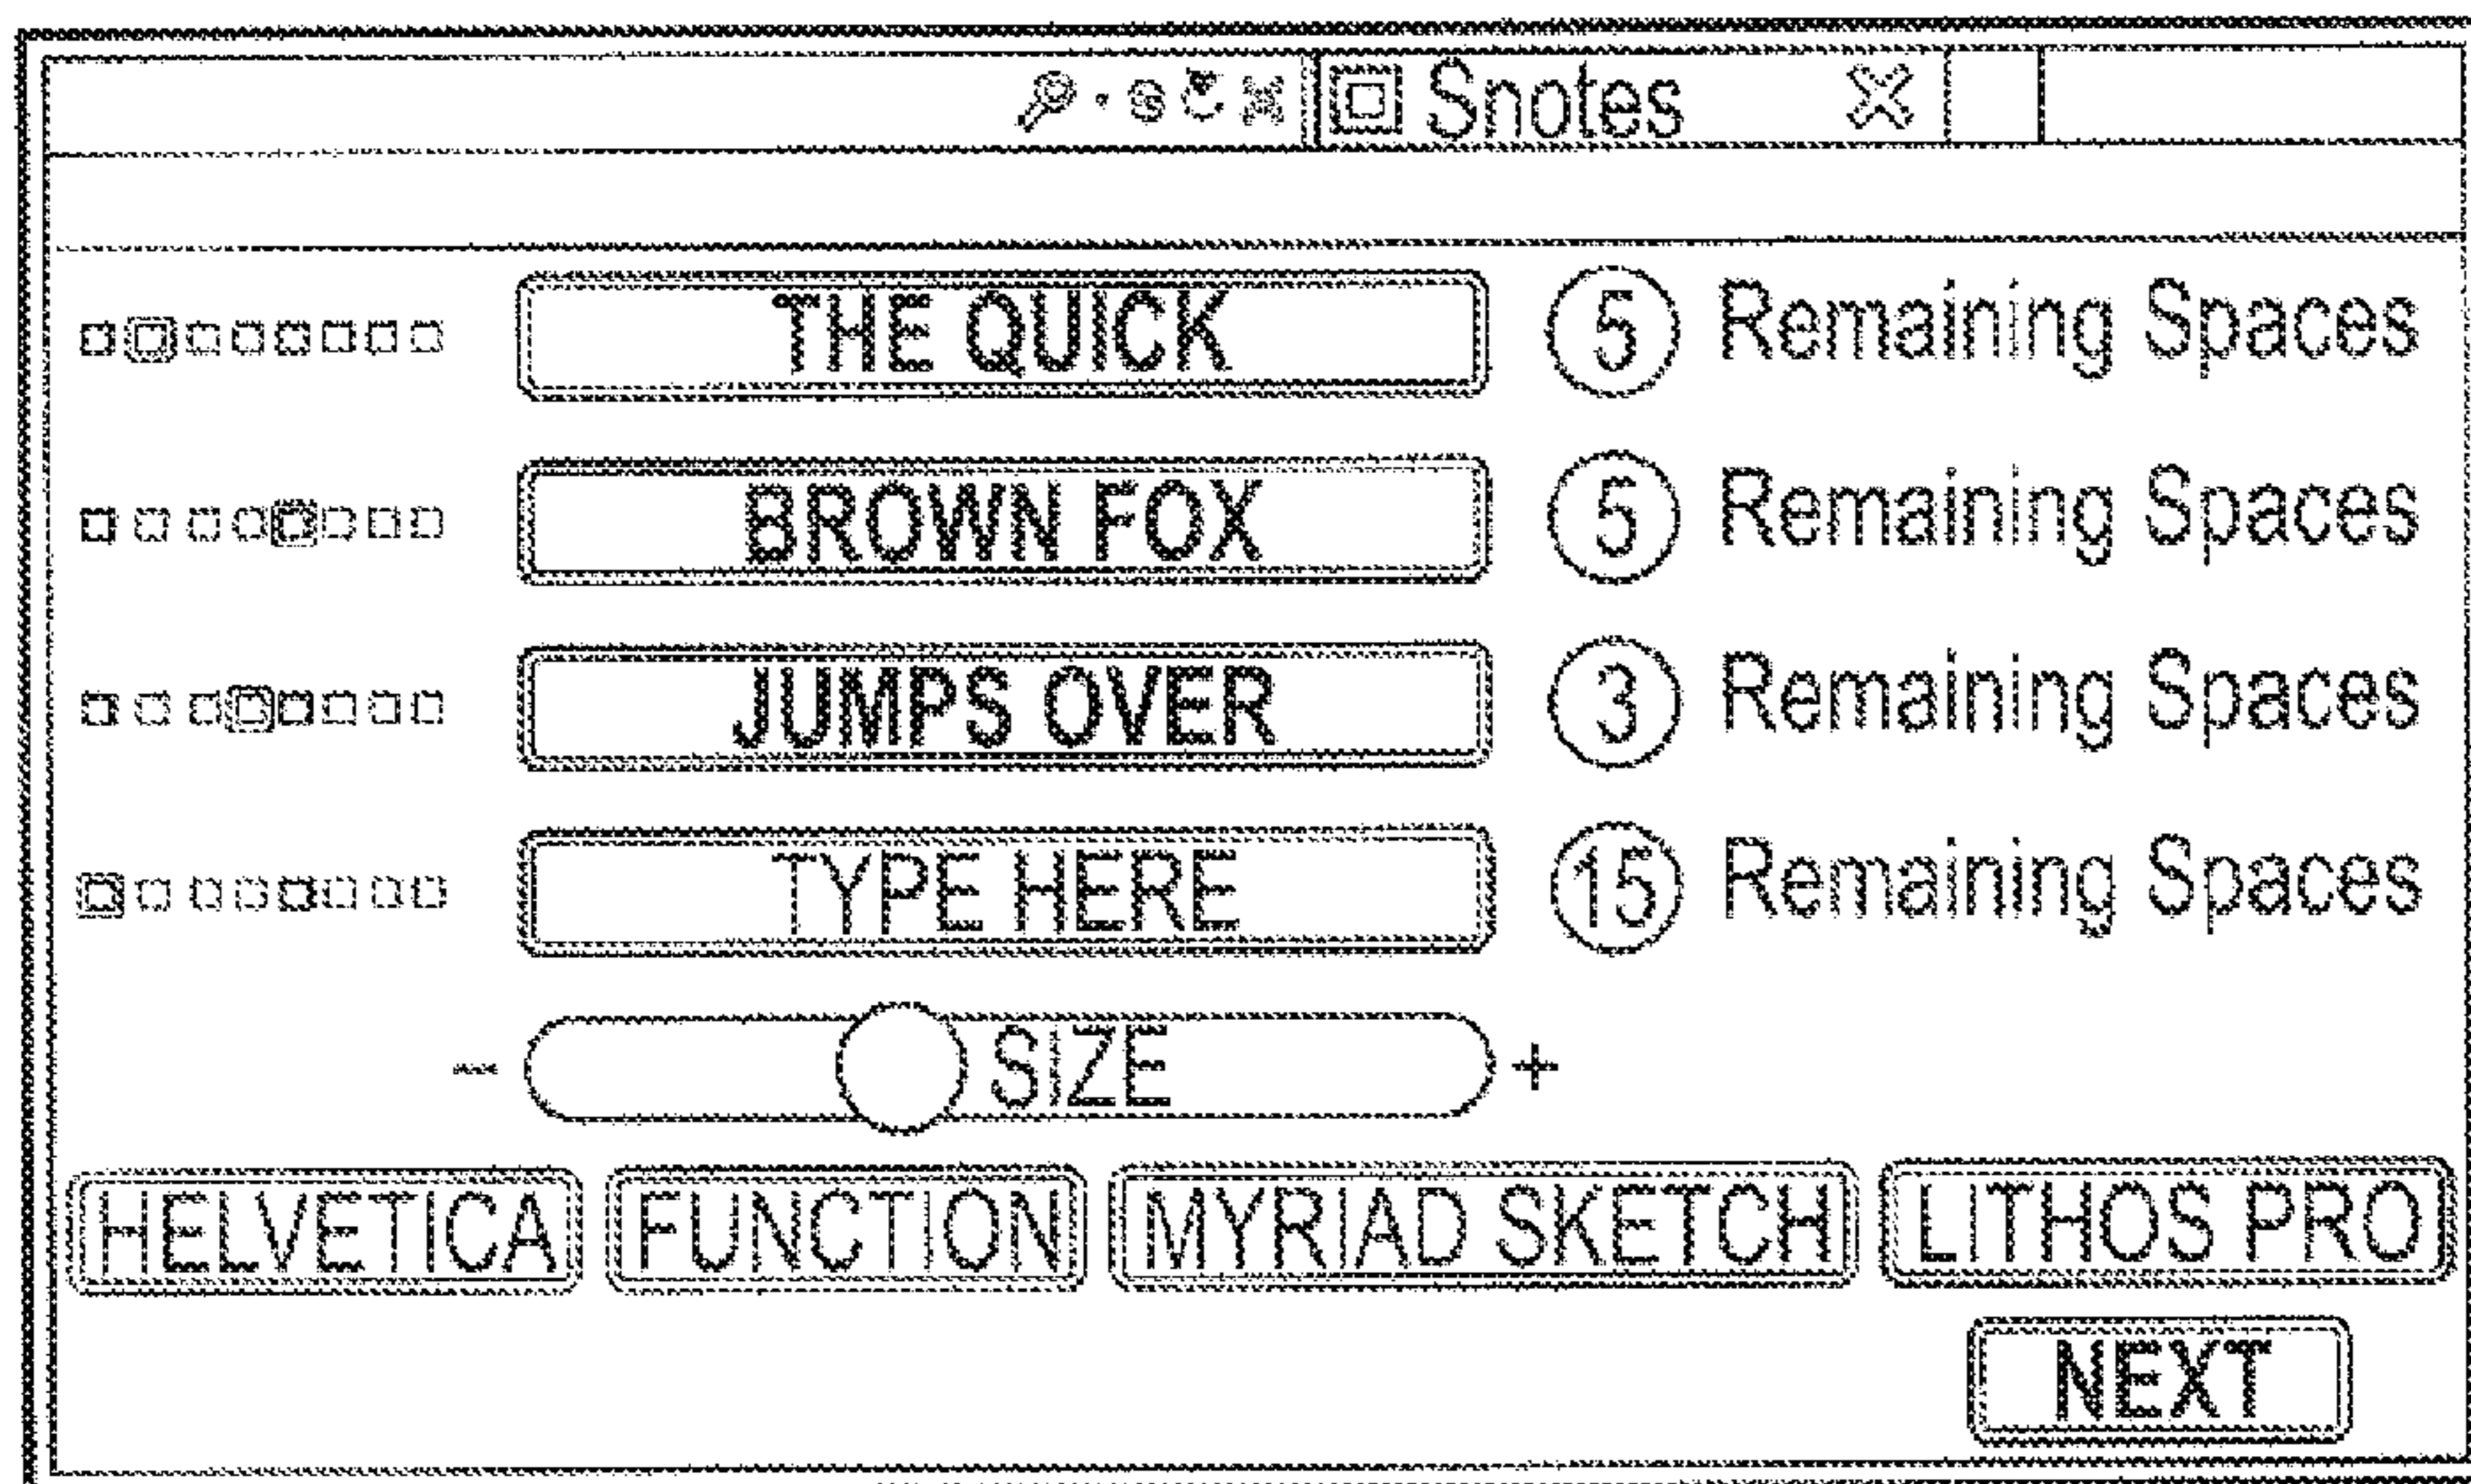 Snotes
THE QUICK 5 Remaining Spaces
BROWN FOX 5 Remaining Spaces
JUMPS OVER 3 Remaining Spaces
TYPE HERE 15 Remaining Spaces
- SIZE +
HELVETICA FUNCTION MYRIAD SKETCH LITHOS PRO
NEXT